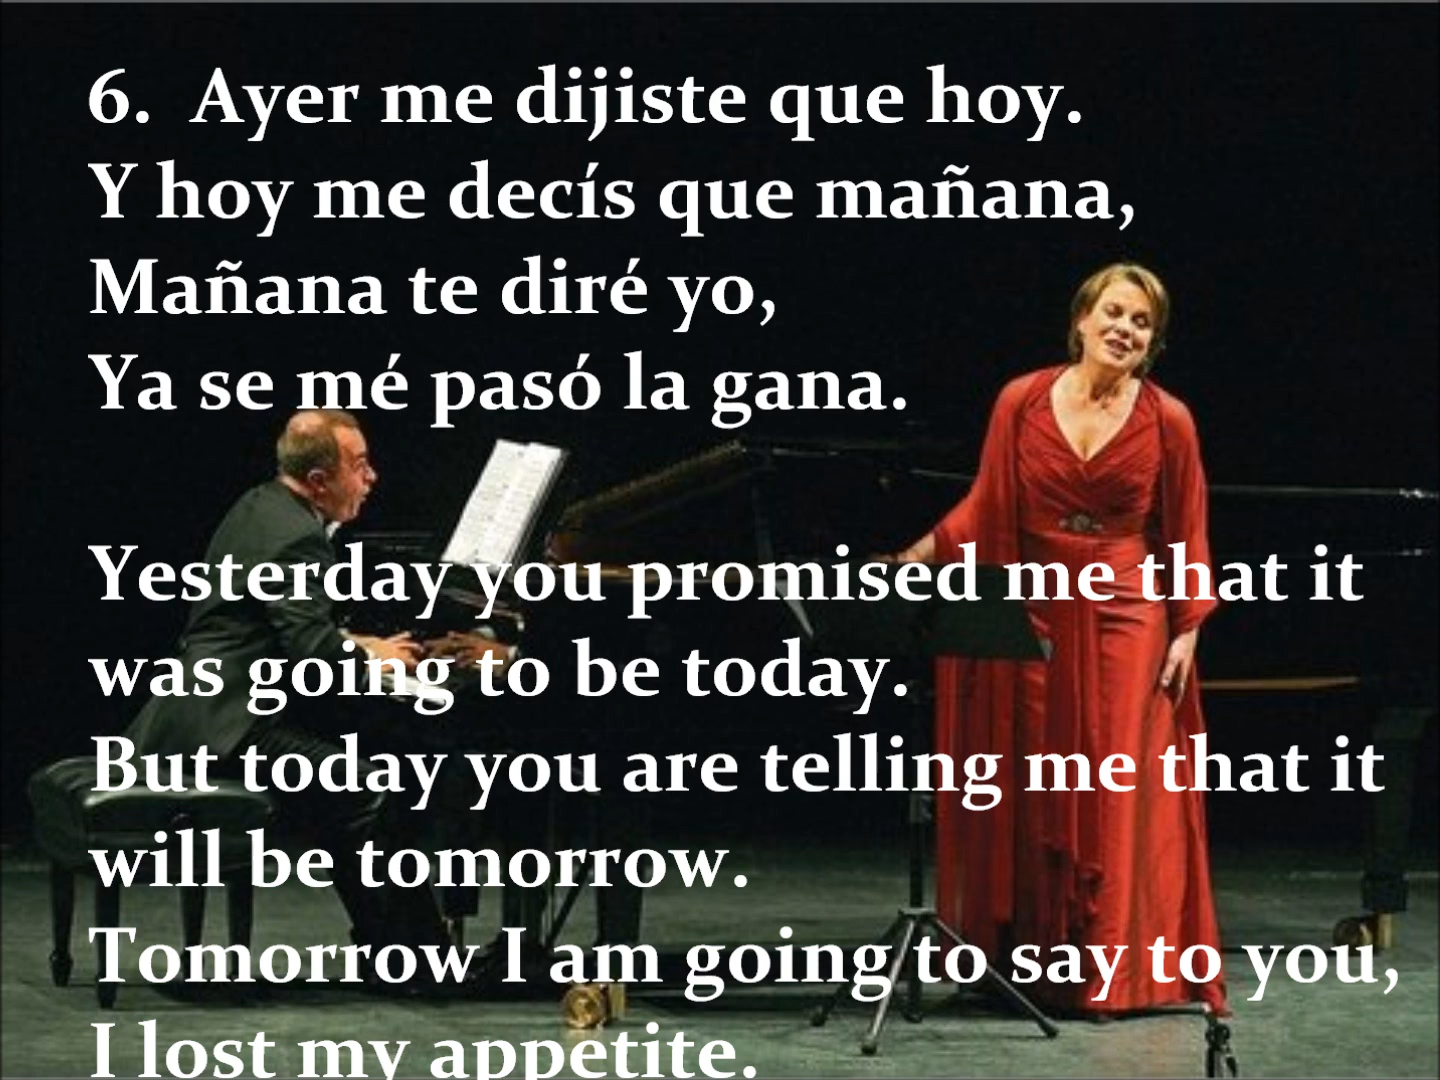 6. Ayer me dijiste que hoy.
Y hoy me decís que mañana,
Mañana te diré yo,
Ya se mé pasó la gana.
Yesterday you promised me that it
was going to be today.
But today you are telling me that it
will be tomorrow.
Tomorrow I am going to say to you,
I lost my appetite.